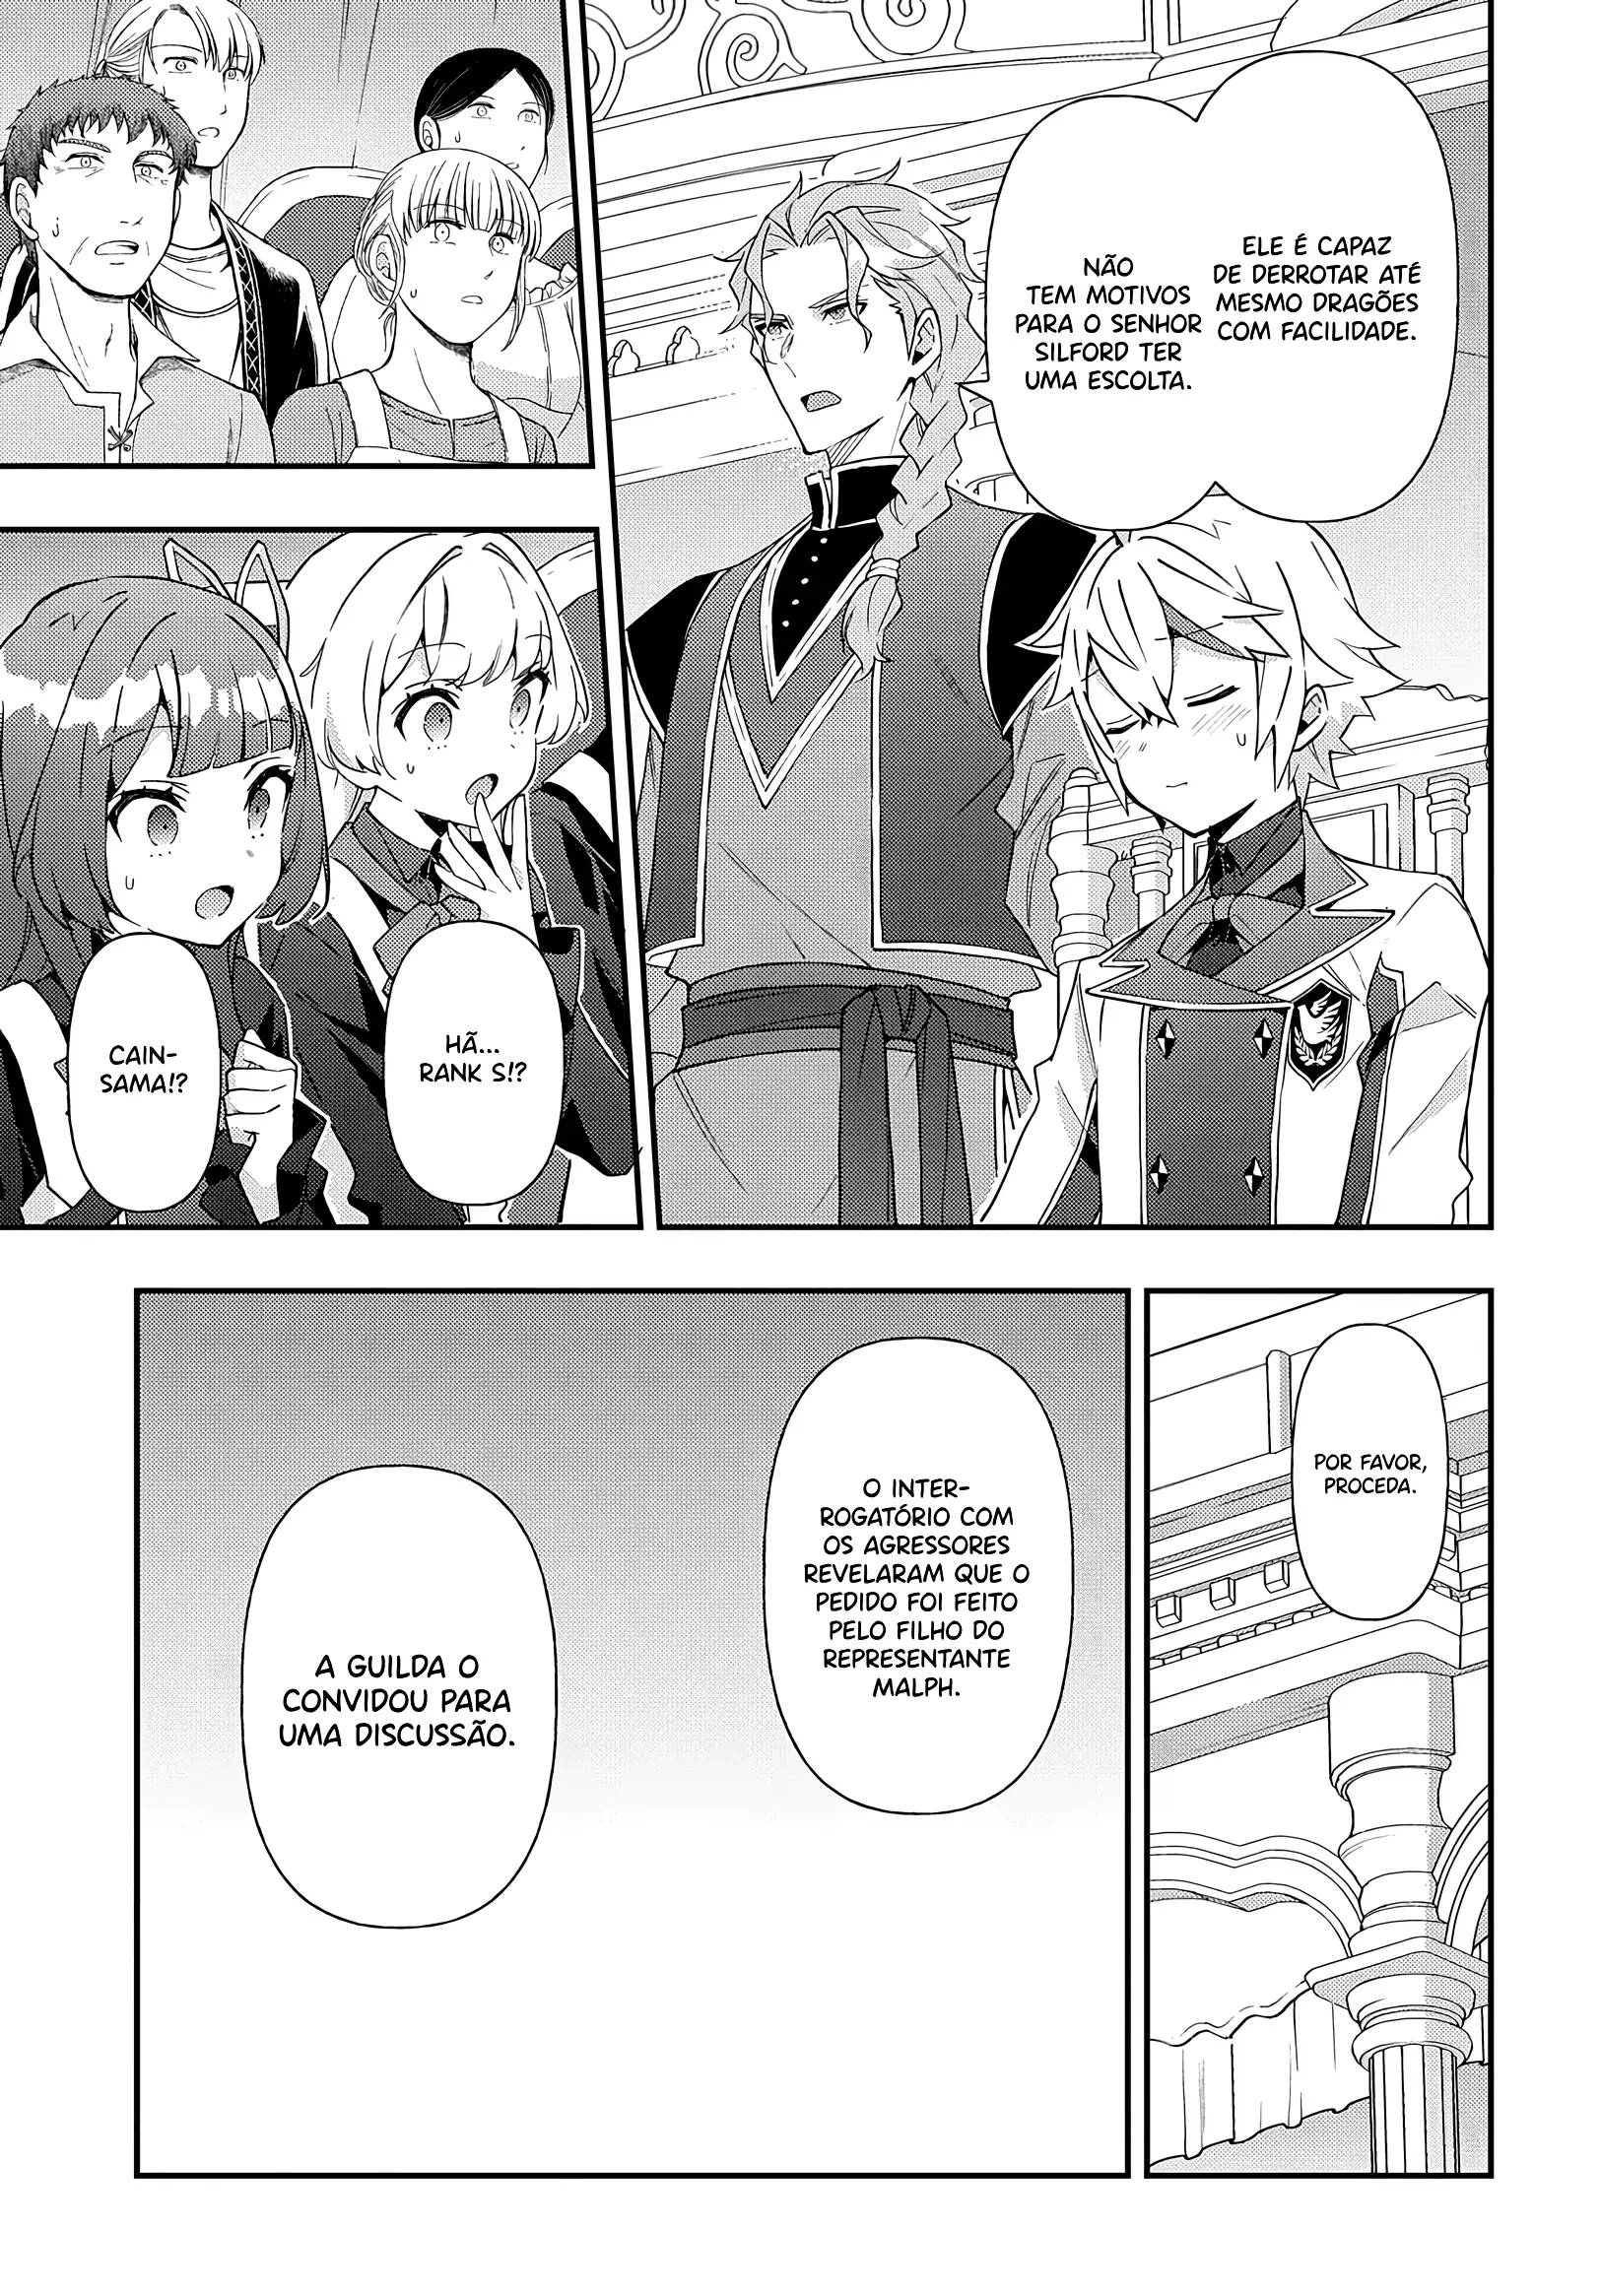 ELE É CAPAZ
DE DERROTAR ATÉ
MESMO DRAGÕES
COM FACILIDADE.
NÃO
TEM MOTIVOS
PARA O SENHOR
SILFORD TER
UMA ESCOLTA.
HÃ...
RANK S!?
CAIN-
SAMA!?
POR FAVOR,
PROCEDA.
O INTER-
ROGATÓRIO COM
OS AGRESSORES
REVELARAM QUE O
PEDIDO FOI FEITO
PELO FILHO DO
REPRESENTANTE
MALPH.
A GUILDA O
CONVIDOU PARA
UMA DISCUSSÃO.